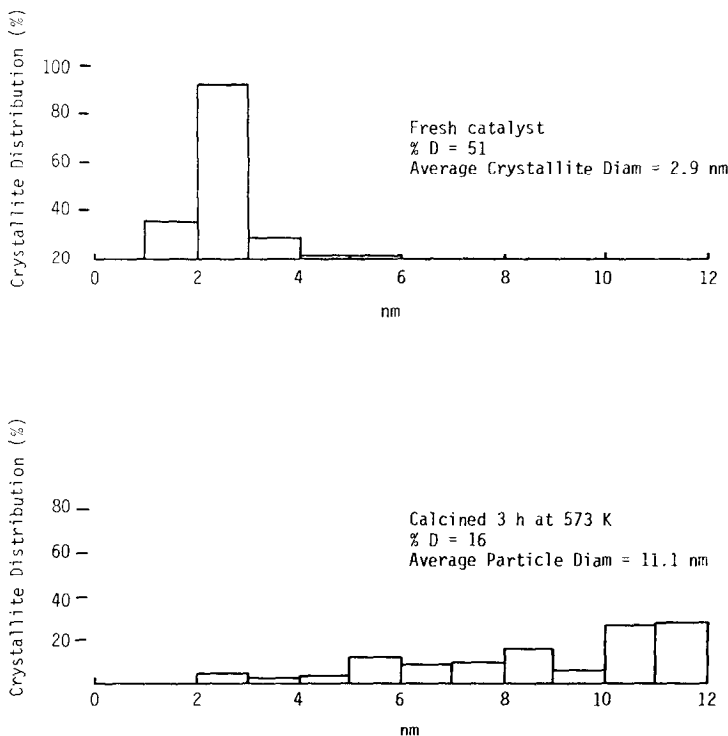 Crystallite Distribution (%)
100
80
60
40
20
Fresh catalyst
% D = 51
Average Crystallite Diam = 2.9 nm
0 2 4 6 8 10 12
nm
Crystallite Distribution (%)
80
60
40
20
Calcined 3 h at 573 K
% D = 16
Average Particle Diam = 11.1 nm
0 2 4 6 8 10 12
nm